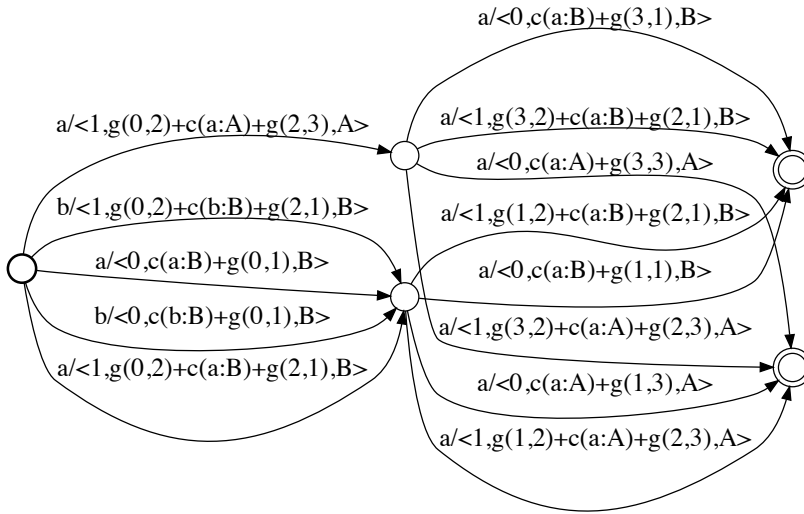 a/<0,c(a:B)+g(3,1),B>
a/<1,g(0,2)+c(a:A)+g(2,3),A>
a/<1,g(3,2)+c(a:B)+g(2,1),B>
a/<0,c(a:A)+g(3,3),A>
b/<1,g(0,2)+c(b:B)+g(2,1),B>
a/<1,g(1,2)+c(a:B)+g(2,1),B>
a/<0,c(a:B)+g(0,1),B>
a/<0,c(a:B)+g(1,1),B>
b/<0,c(b:B)+g(0,1),B>
a/<1,g(3,2)+c(a:A)+g(2,3),A>
a/<1,g(0,2)+c(a:B)+g(2,1),B>
a/<0,c(a:A)+g(1,3),A>
a/<1,g(1,2)+c(a:A)+g(2,3),A>